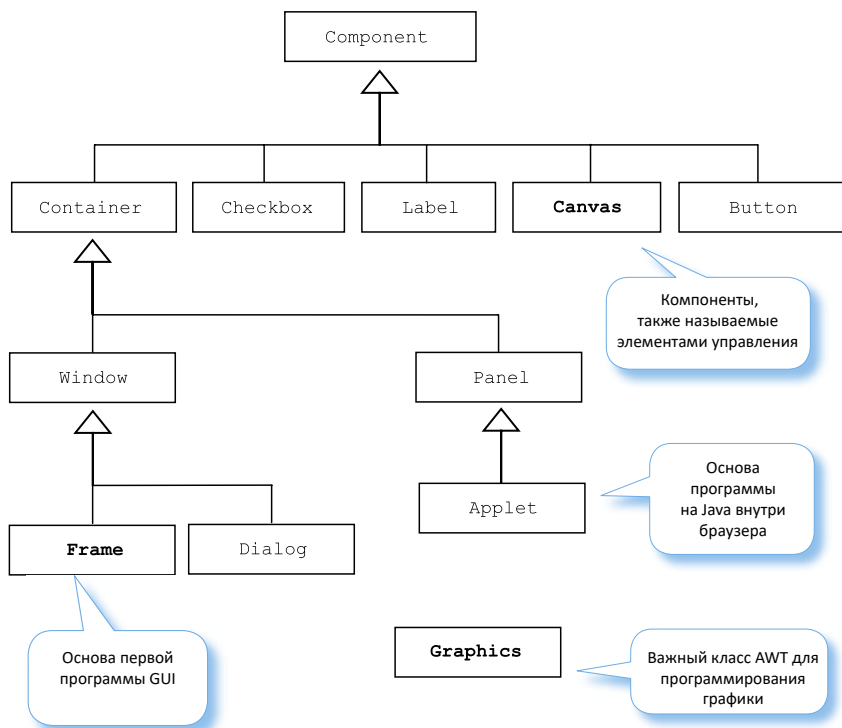 Component
Container
Checkbox
Label
Canvas
Button
Компоненты,
также называемые
элементами управления
Window
Panel
Основа
программы
на Java внутри
браузера
Applet
Frame
Dialog
Основа первой
программы GUI
Graphics
Важный класс AWT для
программирования
графики